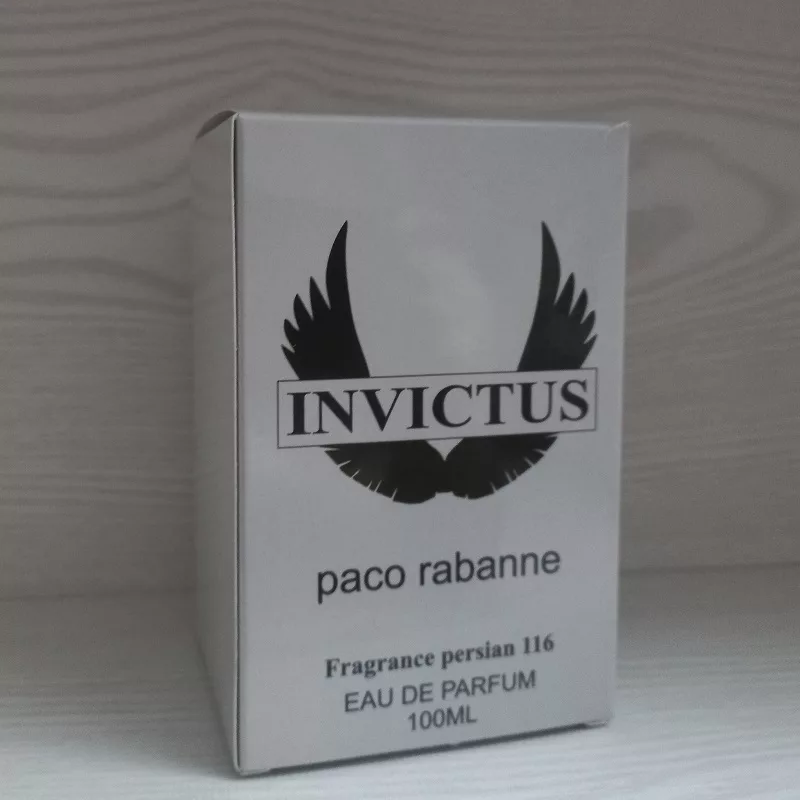 INVICTUS
paco rabanne
Fragrance persian 116
EAU DE PARFUM
100ML